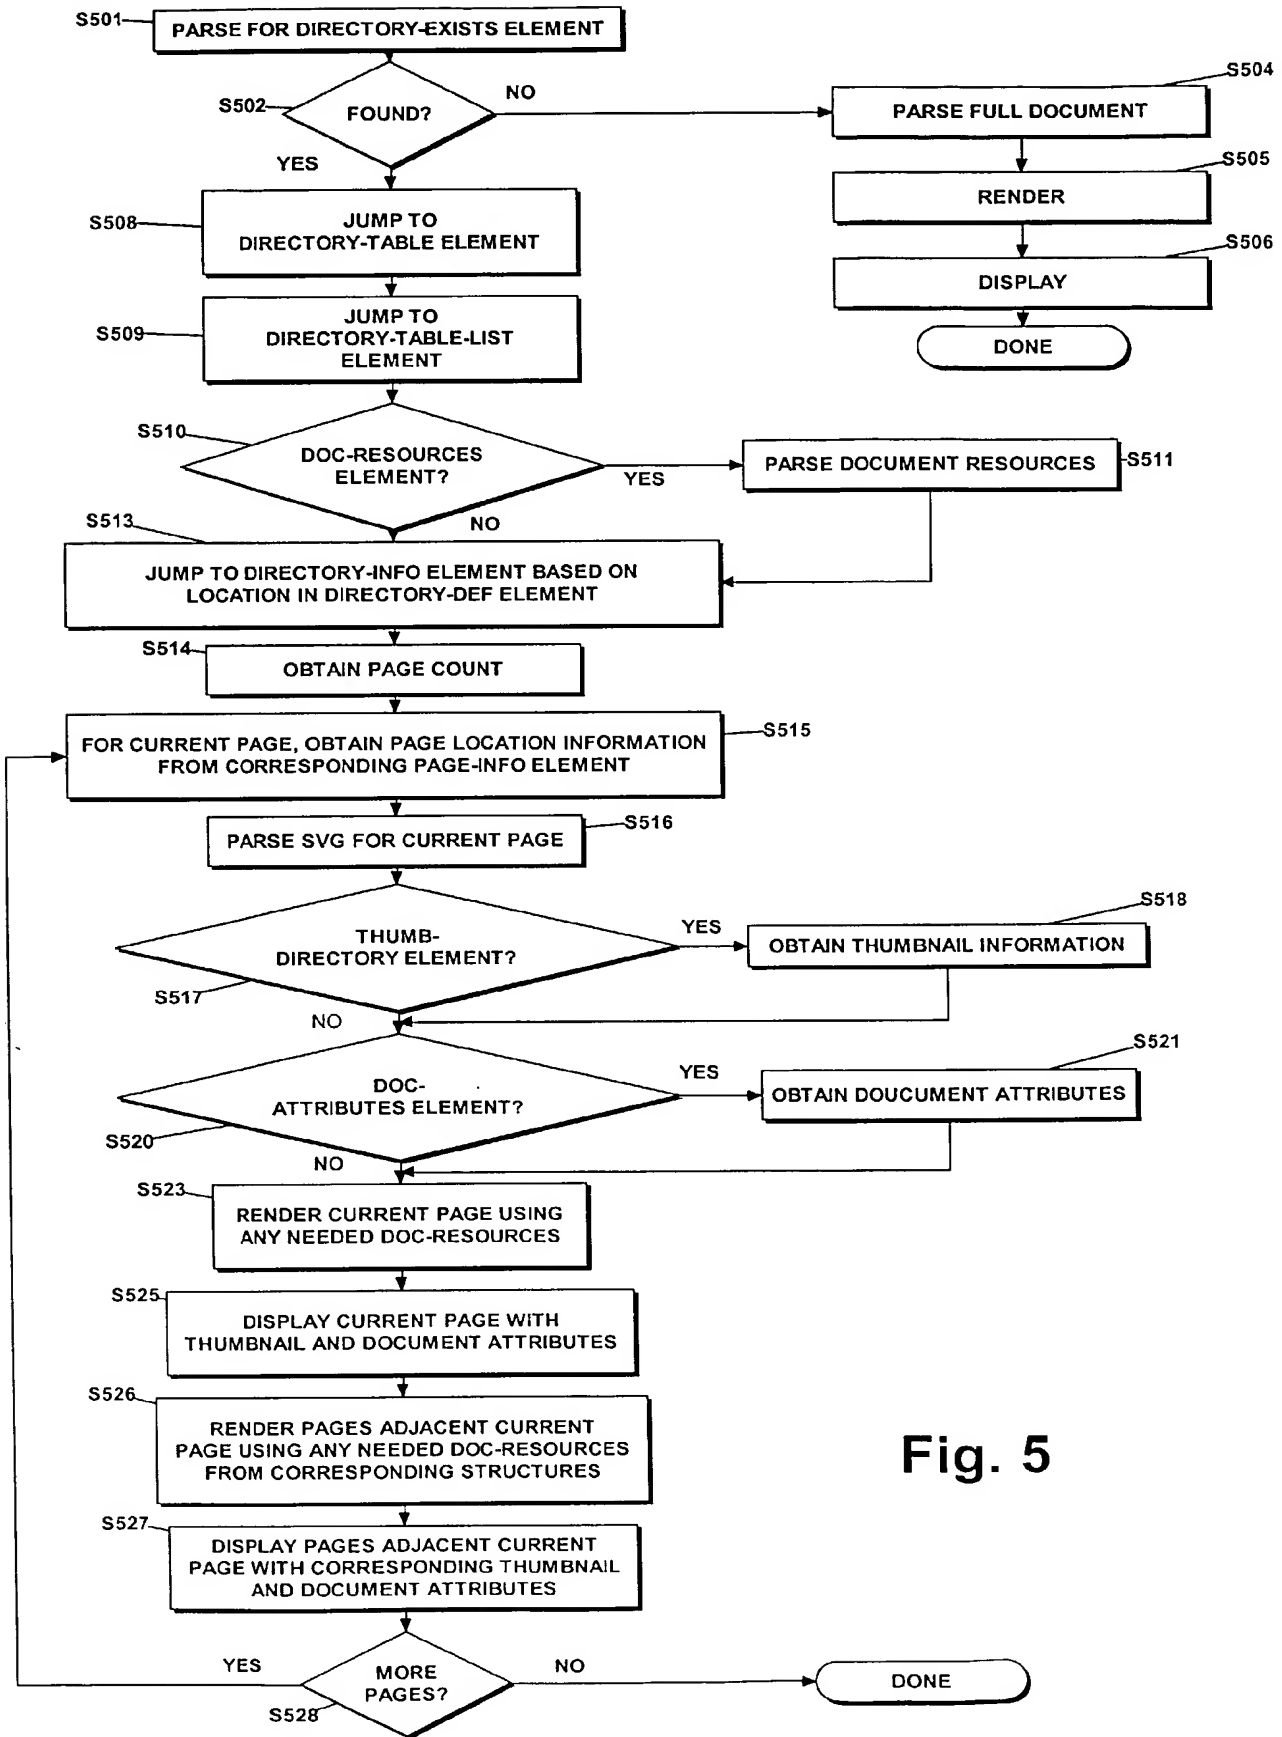 S501
PARSE FOR DIRECTORY-EXISTS ELEMENT
S502
FOUND?
NO
YES
S504
PARSE FULL DOCUMENT
S505
RENDER
S506
DISPLAY
DONE
S508
JUMP TO
DIRECTORY-TABLE ELEMENT
S509
JUMP TO
DIRECTORY-TABLE-LIST
ELEMENT
S510
DOC-RESOURCES
ELEMENT?
YES
PARSE DOCUMENT RESOURCES
S511
NO
S513
JUMP TO DIRECTORY-INFO ELEMENT BASED ON
LOCATION IN DIRECTORY-DEF ELEMENT
S514
OBTAIN PAGE COUNT
S515
FOR CURRENT PAGE, OBTAIN PAGE LOCATION INFORMATION
FROM CORRESPONDING PAGE-INFO ELEMENT
S516
PARSE SVG FOR CURRENT PAGE
THUMB-
DIRECTORY ELEMENT?
S517
YES
S518
OBTAIN THUMBNAIL INFORMATION
NO
DOC-
ATTRIBUTES ELEMENT?
S520
YES
S521
OBTAIN DOUCUMENT ATTRIBUTES
NO
S523
RENDER CURRENT PAGE USING
ANY NEEDED DOC-RESOURCES
S525
DISPLAY CURRENT PAGE WITH
THUMBNAIL AND DOCUMENT ATTRIBUTES
S526
RENDER PAGES ADJACENT CURRENT
PAGE USING ANY NEEDED DOC-RESOURCES
FROM CORRESPONDING STRUCTURES
Fig. 5
S527
DISPLAY PAGES ADJACENT CURRENT
PAGE WITH CORRESPONDING THUMBNAIL
AND DOCUMENT ATTRIBUTES
YES
MORE
PAGES?
S528
NO
DONE